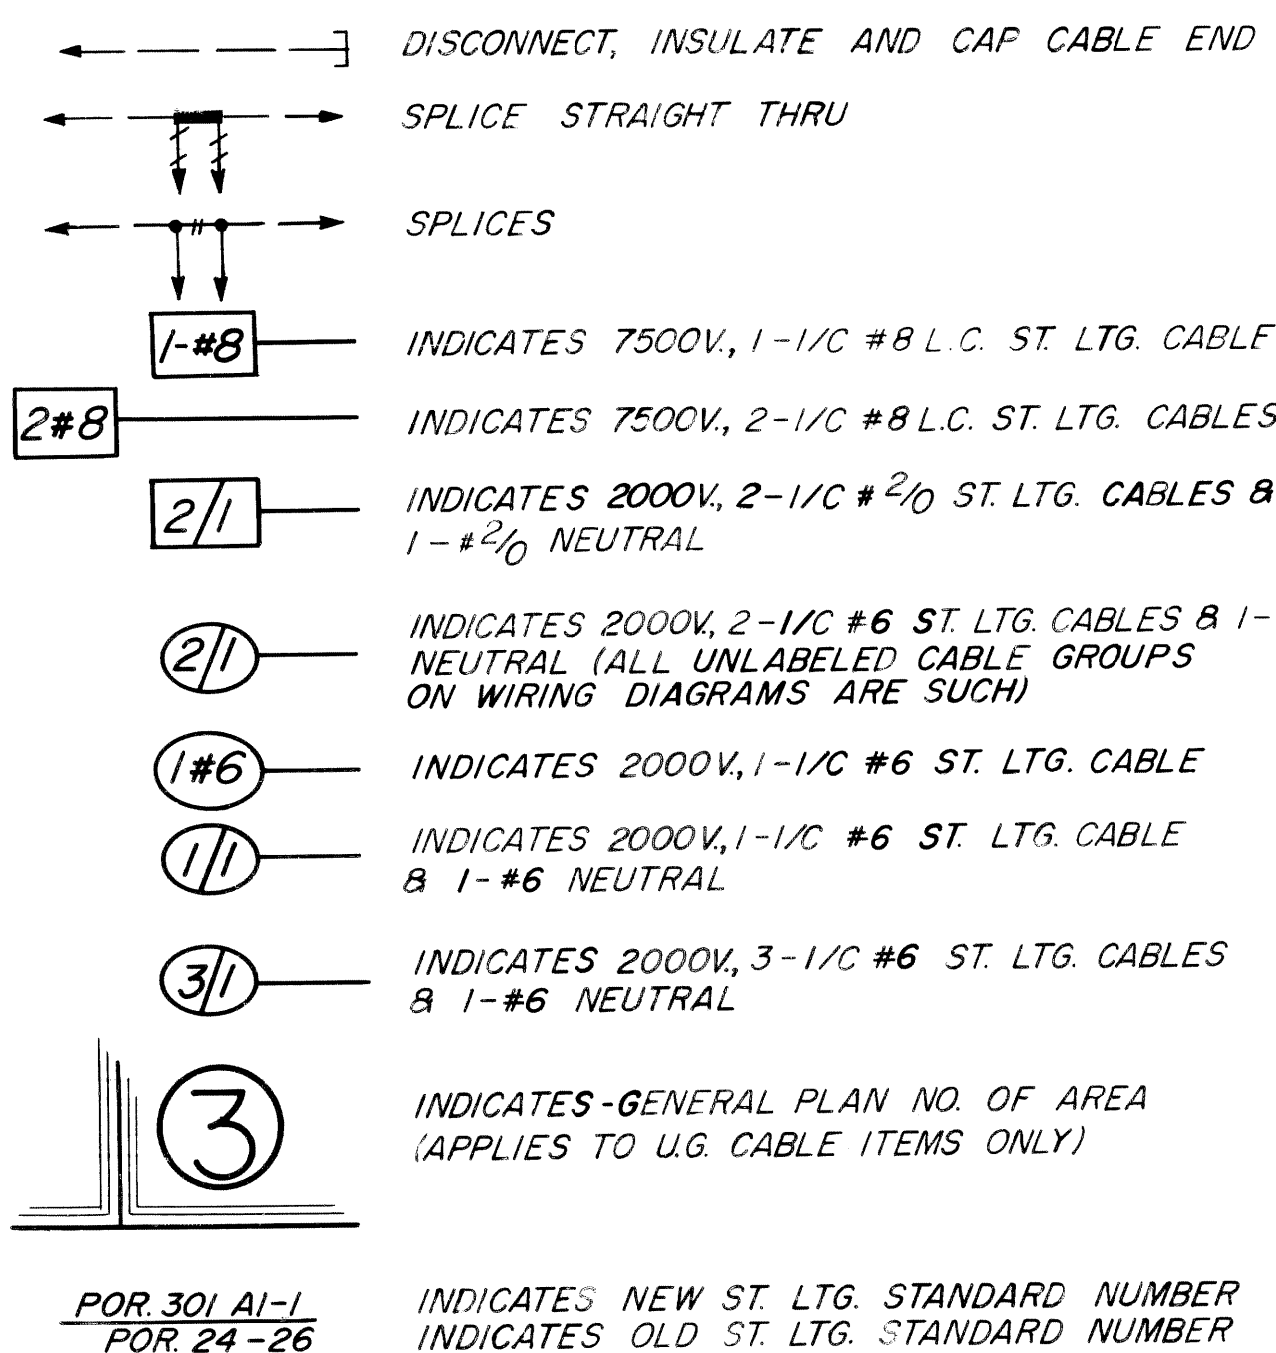 DISCONNECT, INSULATE AND CAP CABLE END
SPLICE STRAIGHT THRU
SPLICES
1-#8 INDICATES 7500V., 1-1/C #8 L.C. ST. LTG. CABLE
2#8 INDICATES 7500V., 2-1/C #8 L.C. ST. LTG. CABLES
2/1 INDICATES 2000V., 2-1/C # 2/0 ST. LTG. CABLES &
1-#2/0 NEUTRAL
2/1 INDICATES 2000V., 2-1/C #6 ST. LTG. CABLES & 1-
NEUTRAL (ALL UNLABELED CABLE GROUPS
ON WIRING DIAGRAMS ARE SUCH)
1#6 INDICATES 2000V., 1-1/C #6 ST. LTG. CABLE
1/1 INDICATES 2000V., 1-1/C #6 ST. LTG. CABLE
& 1-#6 NEUTRAL
3/1 INDICATES 2000V., 3-1/C #6 ST. LTG. CABLES
& 1-#6 NEUTRAL
3 INDICATES-GENERAL PLAN NO. OF AREA
(APPLIES TO U.G. CABLE ITEMS ONLY)
POR. 301 A1-1 INDICATES NEW ST. LTG. STANDARD NUMBER
POR. 24-26 INDICATES OLD ST. LTG. STANDARD NUMBER